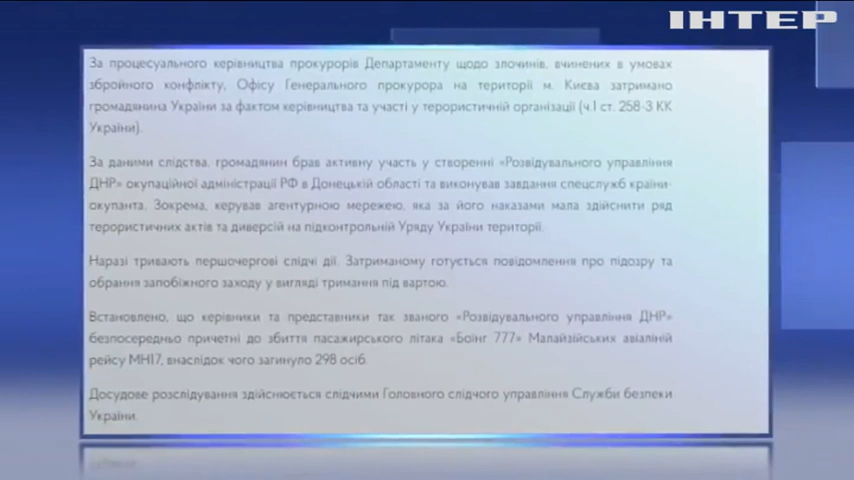 ІНТЕР
За процесуального керівництва прокурорів Департаменту щодо злочинів, вчинених в умовах
збройного конфлікту, Офісу Генерального прокурора на території м. Києва затримано
громадянина України за фактом керівництва та участі у терористичній організації (ч.1 ст. 258-3 КК
України).
За даними слідства, громадянин брав активну участь у створенні «Розвідувального управління
ДНР» окупаційної адміністрації РФ в Донецькій області та виконував завдання спецслужб країни-
окупанта. Зокрема, керував агентурною мережею, яка за його наказами мала здійснити ряд
терористичних актів та диверсій на підконтрольній Уряду України території.
Наразі тривають першочергові слідчі дії. Затриманому готується повідомлення про підозру та
обрання запобіжного заходу у вигляді тримання під вартою.
Встановлено, що керівники та представники так званого «Розвідувального управління ДНР»
безпосередньо причетні до збиття пасажирського літака «Боїнг 777» Малайзійських авіаліній
рейсу МН17, внаслідок чого загинуло 298 осіб.
Досудове розслідування здійснюється слідчими Головного слідчого управління Служби безпеки
України.